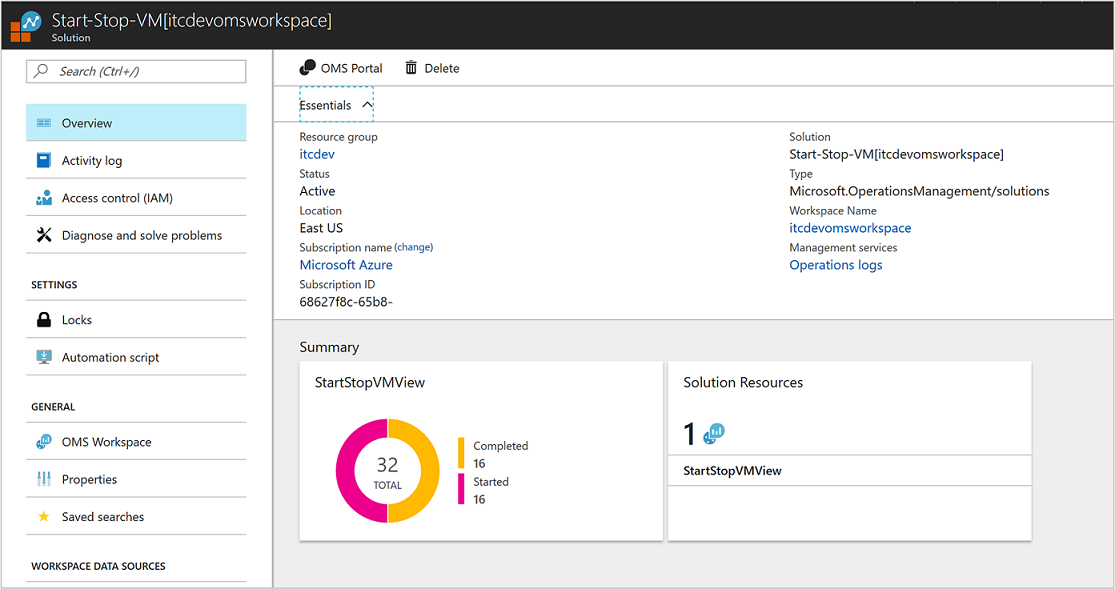 Start-Stop-VM[itcdevomsworkspace]
Solution
Search (Ctrl+/)
Overview
Activity log
Access control (IAM)
Diagnose and solve problems
SETTINGS
Locks
Automation script
GENERAL
OMS Workspace
Properties
Saved searches
WORKSPACE DATA SOURCES
OMS Portal
Delete
Essentials
Resource group
itcdev
Status
Active
Location
East US
Subscription name (change)
Microsoft Azure
Subscription ID
68627f8c-65b8-
Solution
Start-Stop-VM[itcdevomsworkspace]
Type
Microsoft.OperationsManagement/solutions
Workspace Name
itcdevomsworkspace
Management services
Operations logs
Summary
StartStopVMView
32
TOTAL
Completed
16
Started
16
Solution Resources
1
StartStopVMView